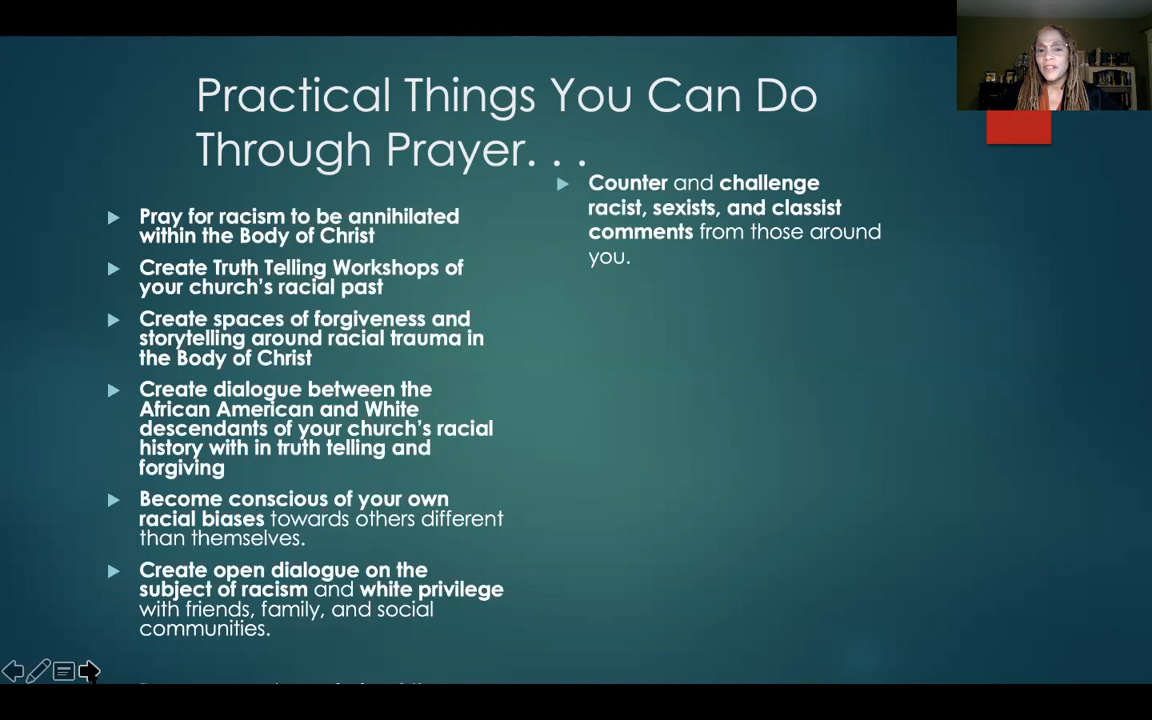 Practical Things You Can Do
Through Prayer. . .
Pray for racism to be annihilated
within the Body of Christ
Create Truth Telling Workshops of
your church's racial past
Create spaces of forgiveness and
storytelling around racial trauma in
the Body of Christ
Create dialogue between the
African American and White
descendants of your church's racial
history with in truth telling and
forgiving
Become conscious of your own
racial biases towards others different
than themselves.
Create open dialogue on the
subject of racism and white privilege
with friends, family, and social
communities.
Counter and challenge
racist, sexists, and classist
comments from those around
you.